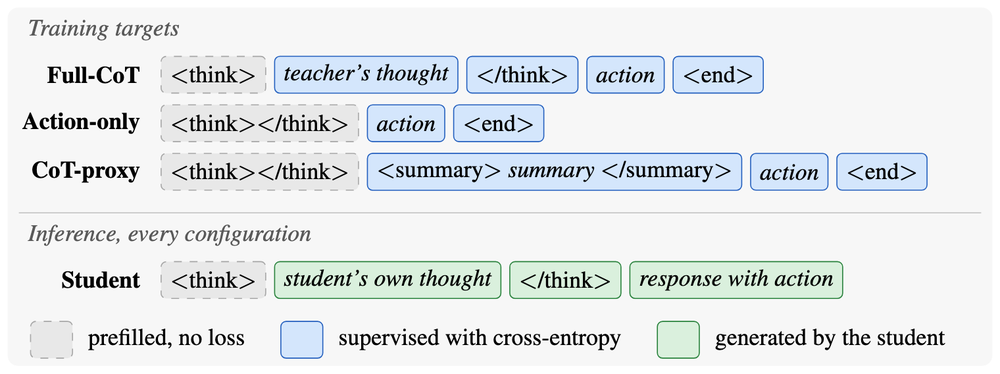 Training targets
Full-CoT <think> teacher's thought </think> action <end>
Action-only <think></think> action <end>
CoT-proxy <think></think> <summary> summary </summary> action <end>
Inference, every configuration
Student <think> student's own thought </think> response with action
prefilled, no loss supervised with cross-entropy generated by the student